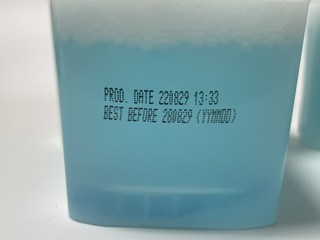 PROD. DATE 220829 13:33
BEST BEFORE 280829 (YYMMDD)